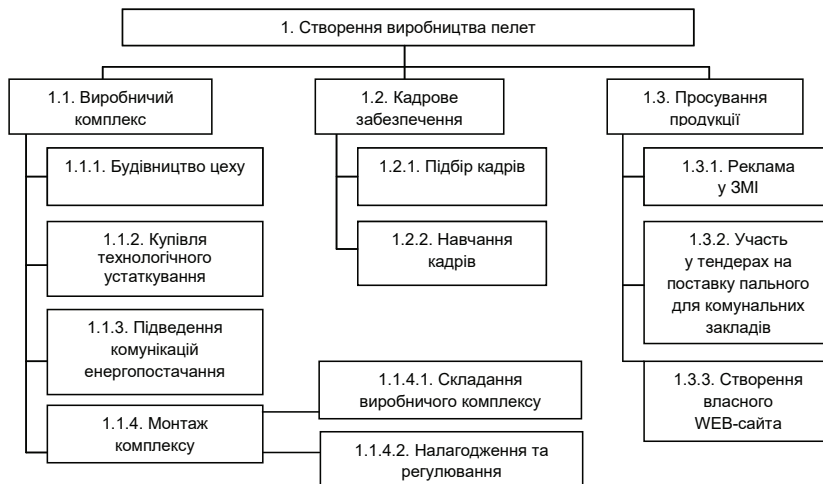 1. Створення виробництва пелет
1.1. Виробничий
комплекс
1.2. Кадрове
забезпечення
1.3. Просування
продукції
1.1.1. Будівництво цеху
1.1.2. Купівля
технологічного
устаткування
1.1.3. Підведення
комунікацій
енергопостачання
1.1.4. Монтаж
комплексу
1.1.4.1. Складання
виробничого комплексу
1.1.4.2. Налагодження та
регулювання
1.2.1. Підбір кадрів
1.2.2. Навчання
кадрів
1.3.1. Реклама
у ЗМІ
1.3.2. Участь
у тендерах на
поставку пального
для комунальних
закладів
1.3.3. Створення
власного
WEB-сайта